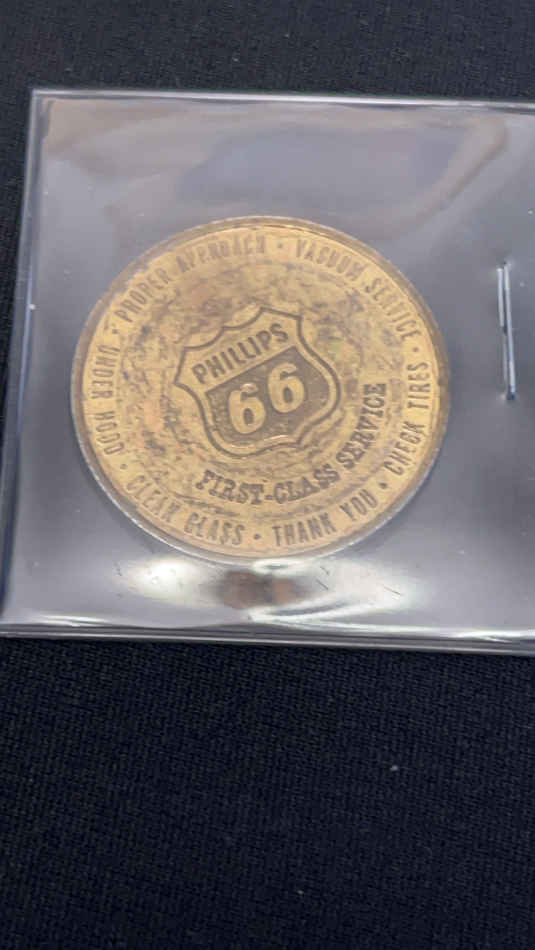 PROPER APPROACH · VACUUM SERVICE · CHECK TIRES · THANK YOU · CLEAN GLASS · UNDER HOOD ·
PHILLIPS
66
FIRST-CLASS SERVICE